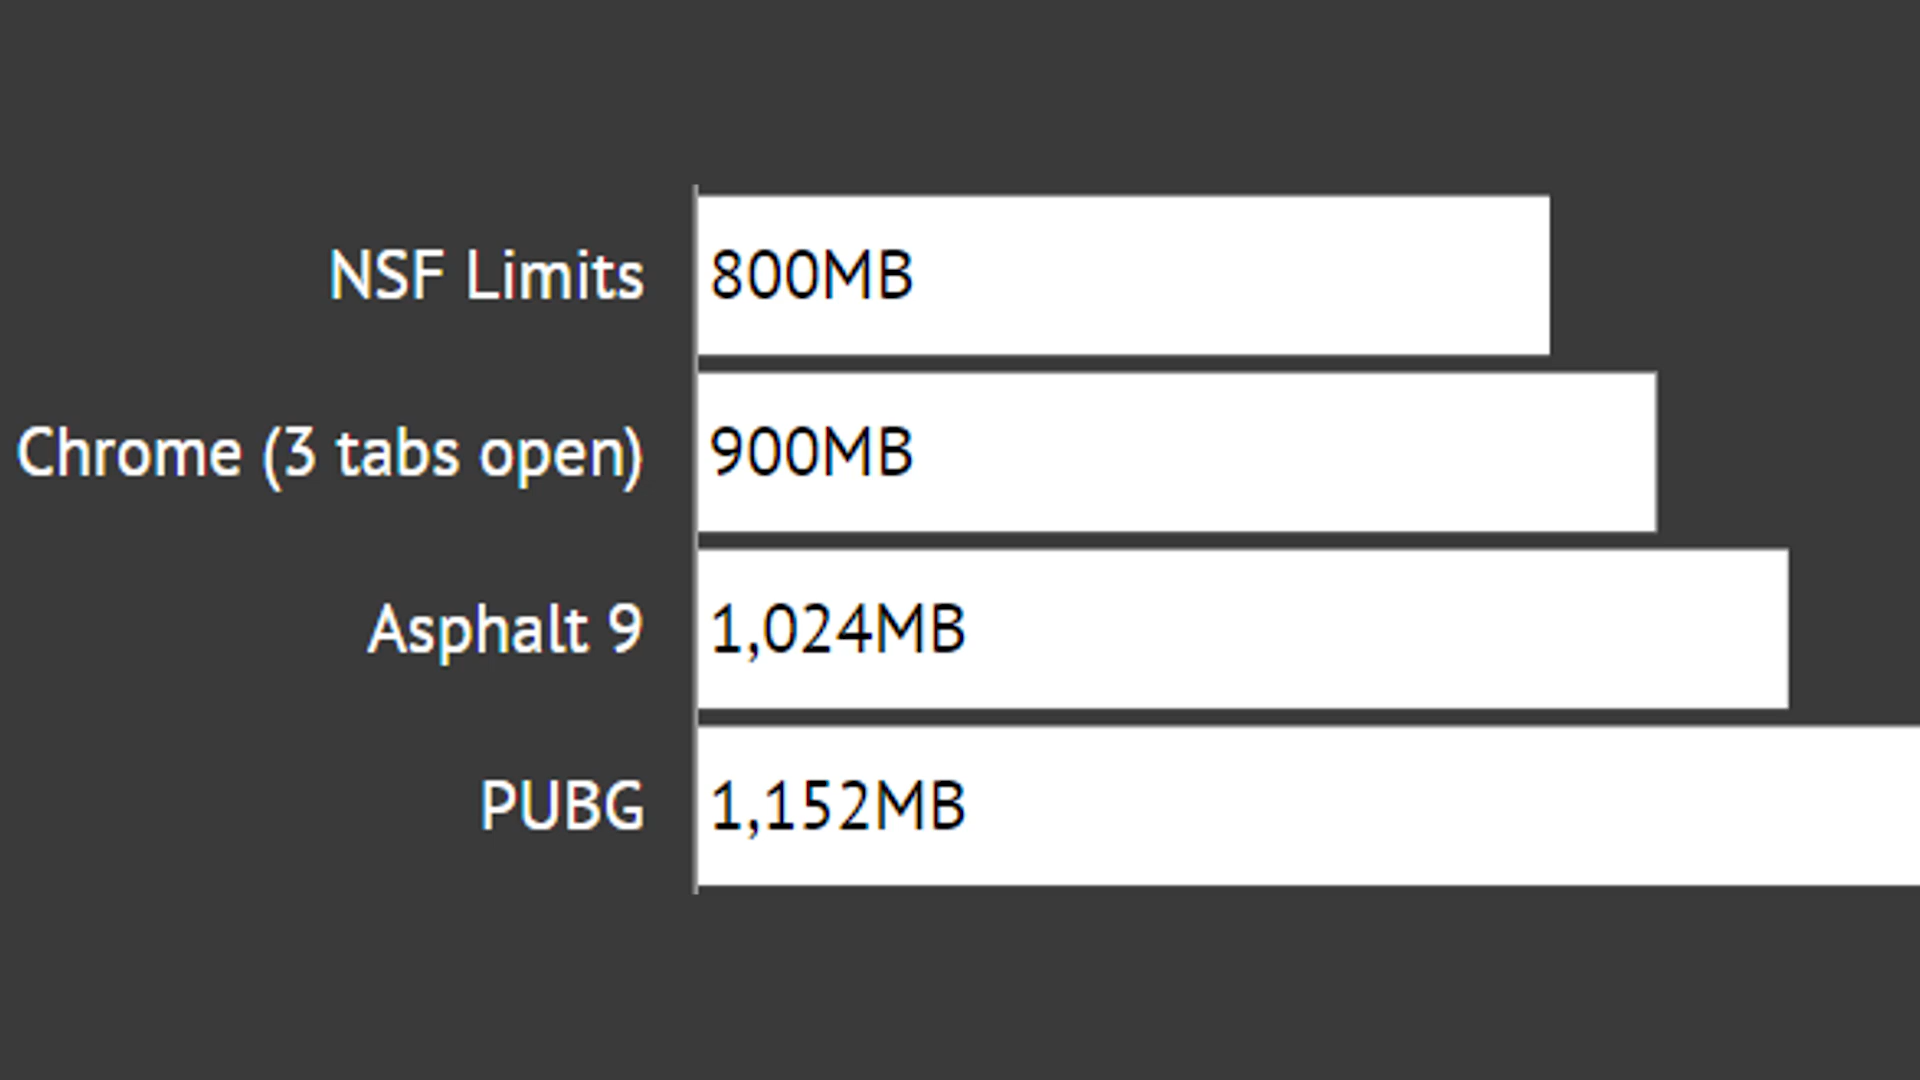 NSF Limits 800MB
Chrome (3 tabs open) 900MB
Asphalt 9 1,024MB
PUBG 1,152MB